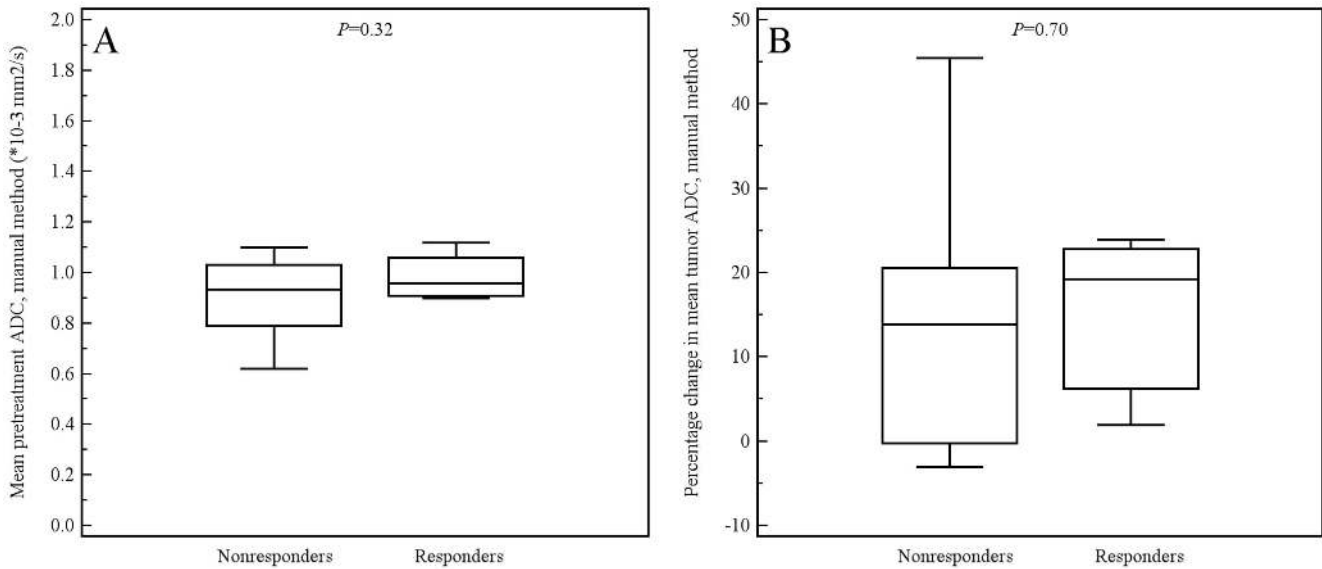 A
P=0.32
Mean pretreatment ADC, manual method (*10-3 mm2/s)
2.0
1.8
1.6
1.4
1.2
1.0
0.8
0.6
0.4
0.2
0.0
Nonresponders Responders
B
P=0.70
Percentage change in mean tumor ADC, manual method
50
40
30
20
10
0
-10
Nonresponders Responders